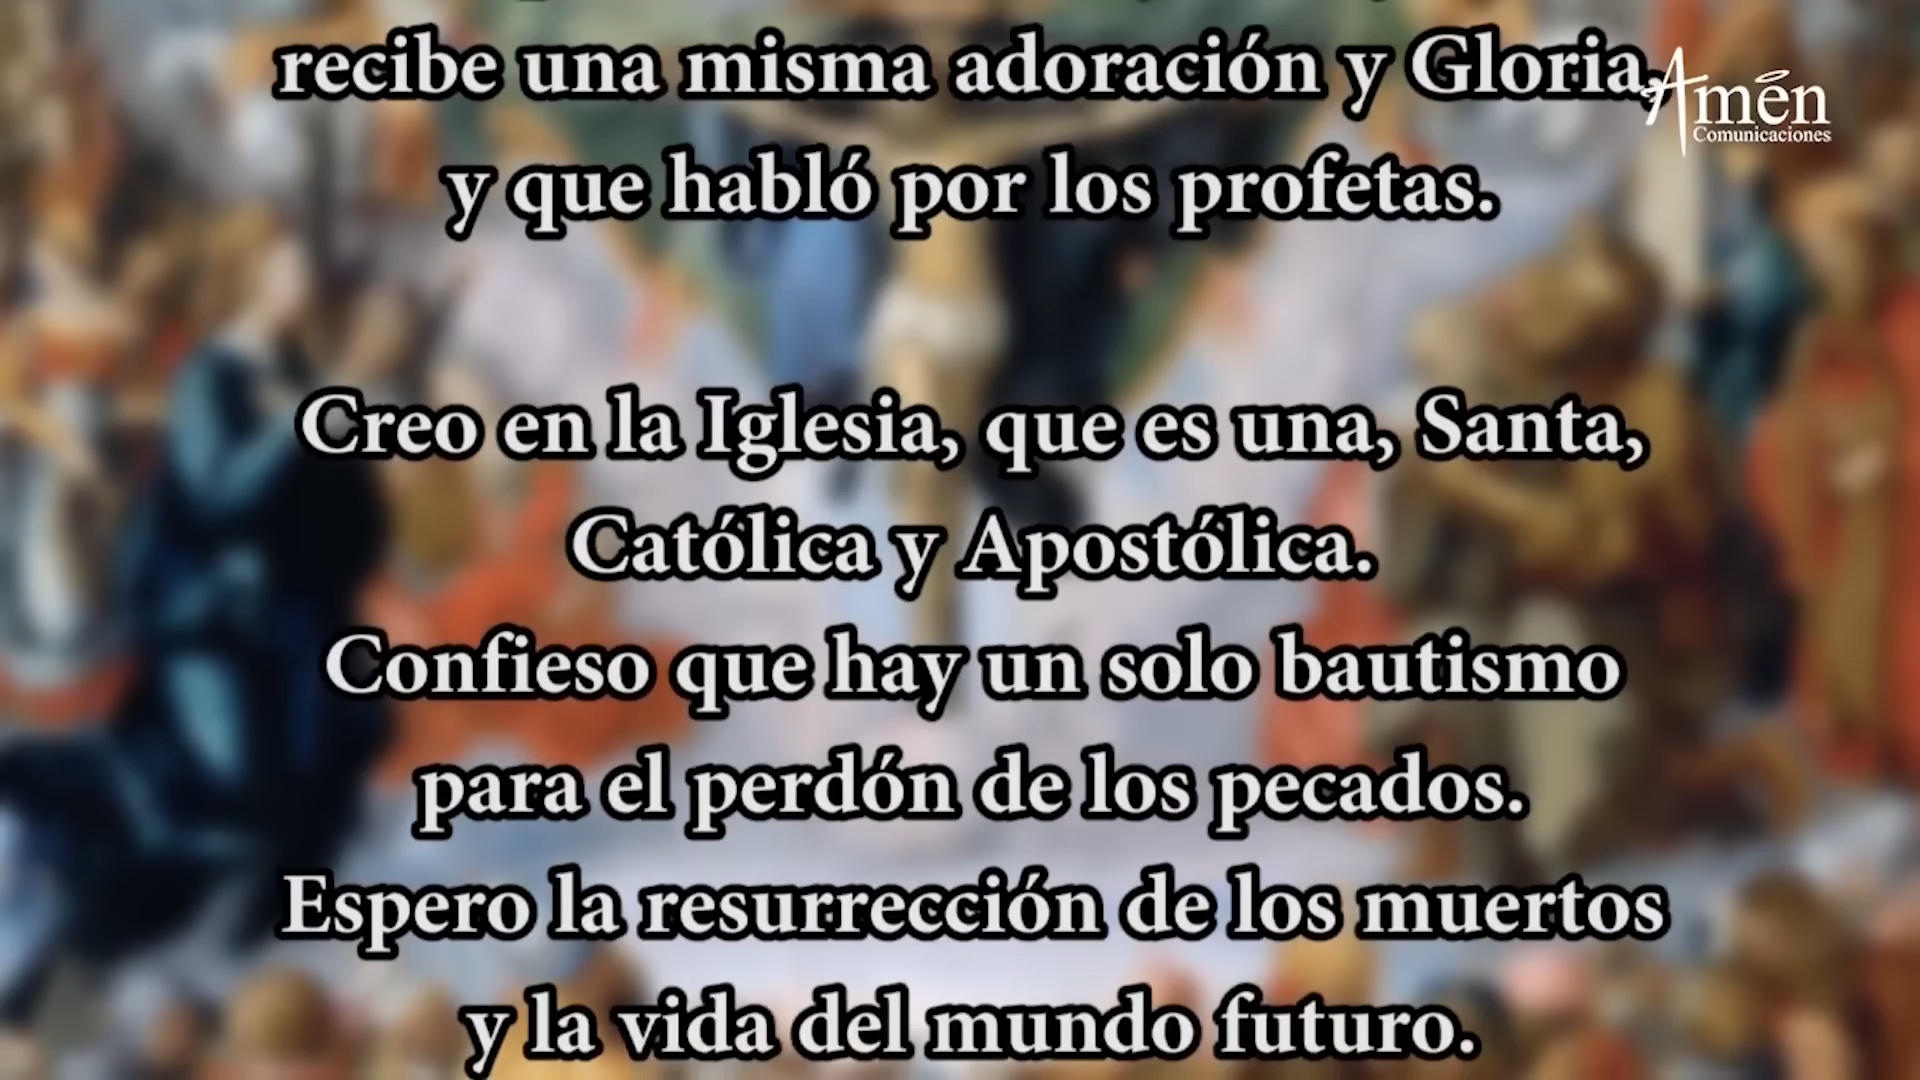 recibe una misma adoración y Gloria,
y que habló por los profetas.
Creo en la Iglesia, que es una, Santa,
Católica y Apostólica.
Confieso que hay un solo bautismo
para el perdón de los pecados.
Espero la resurrección de los muertos
y la vida del mundo futuro.
Amén
Comunicaciones